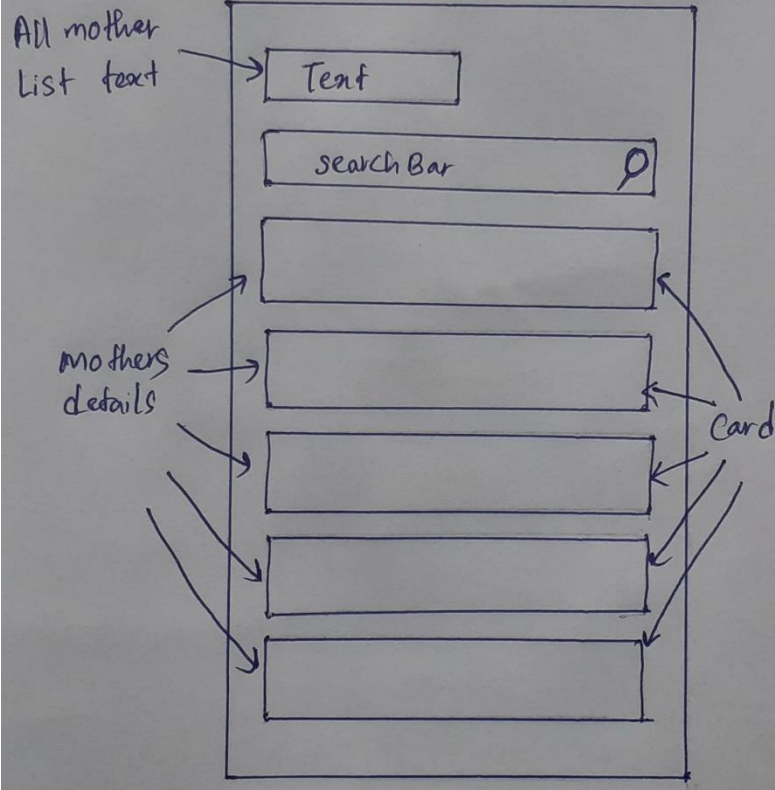 All mother
List text
Text
searchBar
mothers
details
Card